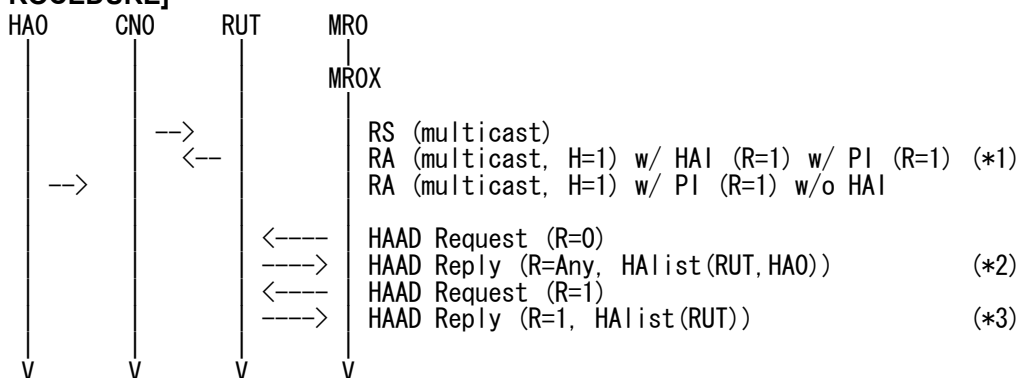 ROCEDURE]
HA0 CN0 RUT MR0
MR0X
--> RS (multicast)
<-- RA (multicast, H=1) w/ HAI (R=1) w/ PI (R=1) (*1)
--> RA (multicast, H=1) w/ PI (R=1) w/o HAI
<---- HAAD Request (R=0)
----> HAAD Reply (R=Any, HAlist(RUT,HA0)) (*2)
<---- HAAD Request (R=1)
----> HAAD Reply (R=1, HAlist(RUT)) (*3)
V V V V